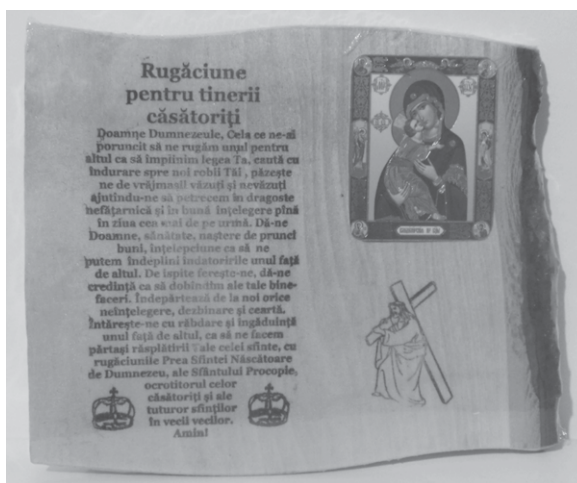 Rugăciune
pentru tinerii
căsătoriți
Doamne Dumnezeule, Cela ce ne-ai
poruncit să ne rugăm unul pentru
altul ca să împlinim legea Ta, caută cu
îndurare spre noi robii Tăi , păzește
ne de vrăjmașii văzuți și nevăzuți
ajutîndu-ne să petrecem în dragoste
nefățarnică și în bună înțelegere pînă
în ziua cea mai de pe urmă. Dă-ne
Doamne, sănătate, naștere de prunci
buni, înțelepciune ca să ne
putem îndeplini îndatoririle unul față
de altul. De ispite ferește-ne, dă-ne
credință ca să dobîndim ale tale bine-
faceri. Îndepărtează de la noi orice
neînțelegere, dezbinare și ceartă.
Întărește-ne cu răbdare și îngăduință
unul față de altul, ca să ne facem
părtași răsplătirii Tale celei sfinte, cu
rugăciunile Prea Sfintei Născătoare
de Dumnezeu, ale Sfântului Procopie,
ocrotitorul celor
căsătoriți și ale
tuturor sfinților
în vecii vecilor.
Amin!